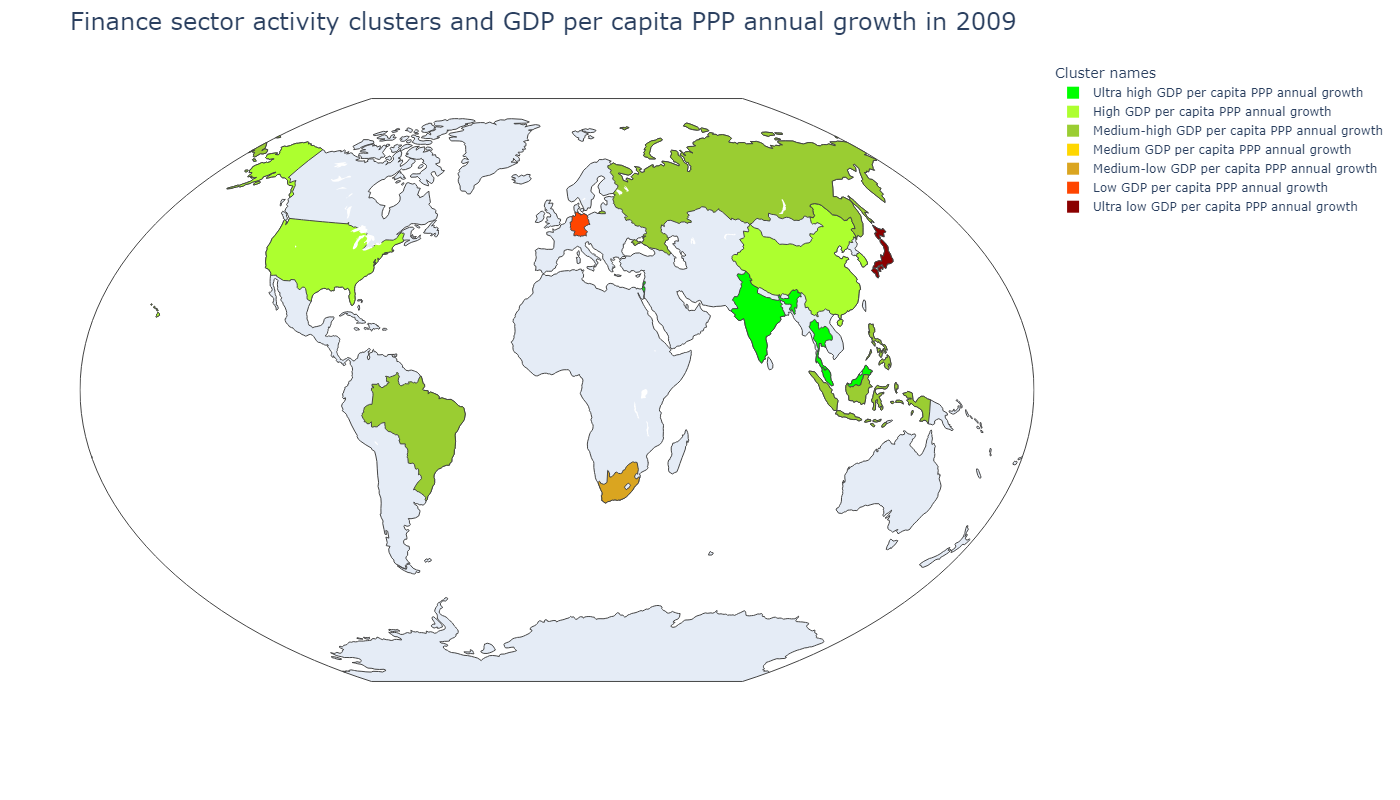 Finance sector activity clusters and GDP per capita PPP annual growth in 2009
Cluster names
Ultra high GDP per capita PPP annual growth
High GDP per capita PPP annual growth
Medium-high GDP per capita PPP annual growth
Medium GDP per capita PPP annual growth
Medium-low GDP per capita PPP annual growth
Low GDP per capita PPP annual growth
Ultra low GDP per capita PPP annual growth